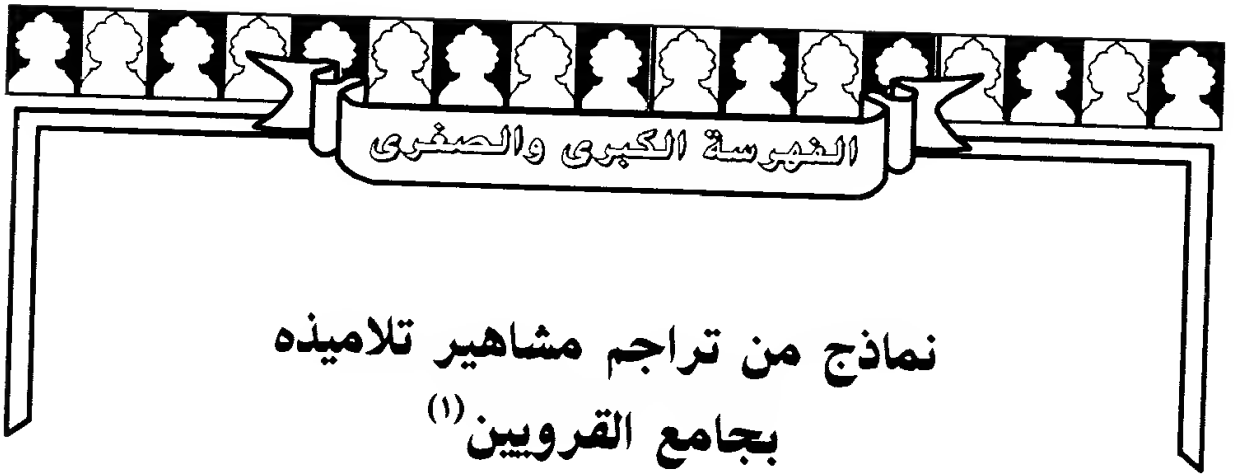 الفهرسة الكبرى والصغرى
نماذج من تراجم مشاهير تلاميذه
بجامع القرويين(١)